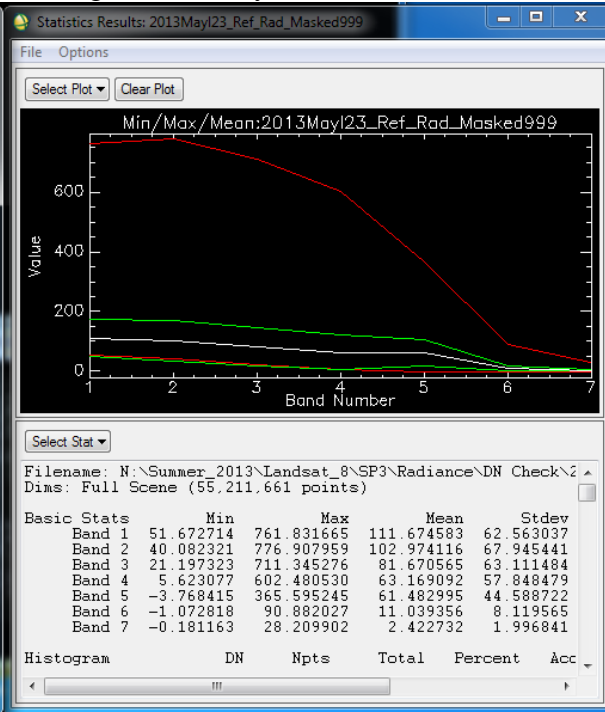 Statistics Results: 2013Mayl23_Ref_Rad_Masked999
File Options
Select Plot Clear Plot
Min/Max/Mean:2013Mayl23_Ref_Rad_Masked999
600
400
200
0
Value
1 2 3 4 5 6 7
Band Number
Select Stat
Filename: N:\Summer_2013\Landsat_8\SP3\Radiance\DN Check\2
Dims: Full Scene (55,211,661 points)
Basic Stats Min Max Mean Stdev
Band 1 51.672714 761.831665 111.674583 62.563037
Band 2 40.082321 776.907959 102.974116 67.945441
Band 3 21.197323 711.345276 81.670565 63.111484
Band 4 5.623077 602.480530 63.169092 57.848479
Band 5 -3.768415 365.595245 61.482995 44.588722
Band 6 -1.072818 90.882027 11.039356 8.119565
Band 7 -0.181163 28.209902 2.422732 1.996841
Histogram DN Npts Total Percent Acc